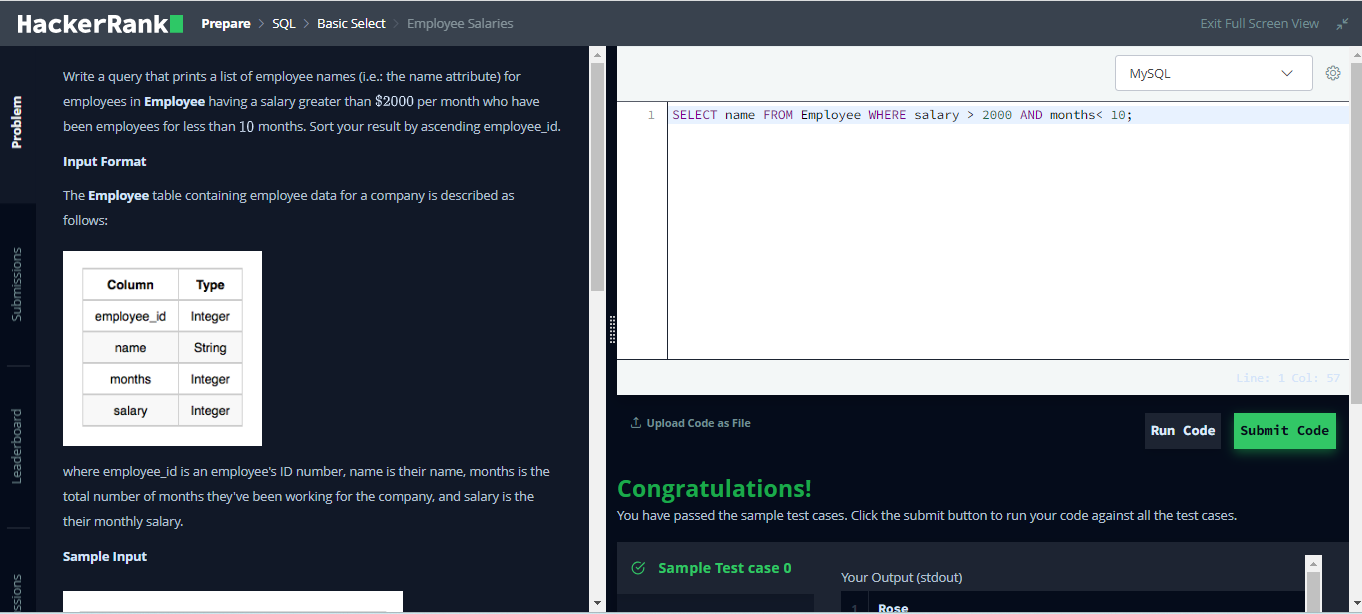 HackerRank Prepare > SQL > Basic Select > Employee Salaries Exit Full Screen View
Problem
Submissions
Leaderboard
Write a query that prints a list of employee names (i.e.: the name attribute) for
employees in Employee having a salary greater than $2000 per month who have
been employees for less than 10 months. Sort your result by ascending employee_id.
Input Format
The Employee table containing employee data for a company is described as
follows:
Column Type
employee_id Integer
name String
months Integer
salary Integer
where employee_id is an employee's ID number, name is their name, months is the
total number of months they've been working for the company, and salary is the
their monthly salary.
Sample Input
MySQL
1 SELECT name FROM Employee WHERE salary > 2000 AND months< 10;
Line: 1 Col: 57
Upload Code as File
Run Code
Submit Code
Congratulations!
You have passed the sample test cases. Click the submit button to run your code against all the test cases.
Sample Test case 0
Your Output (stdout)
1 Rose